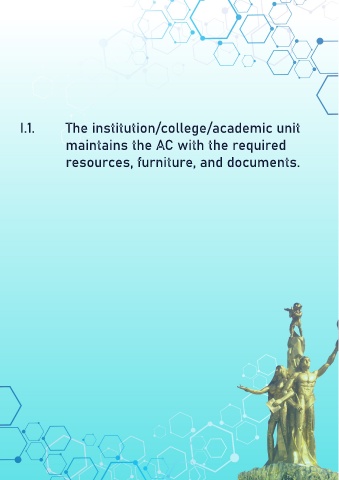 I.1. The institution/college/academic unit
maintains the AC with the required
resources, furniture, and documents.